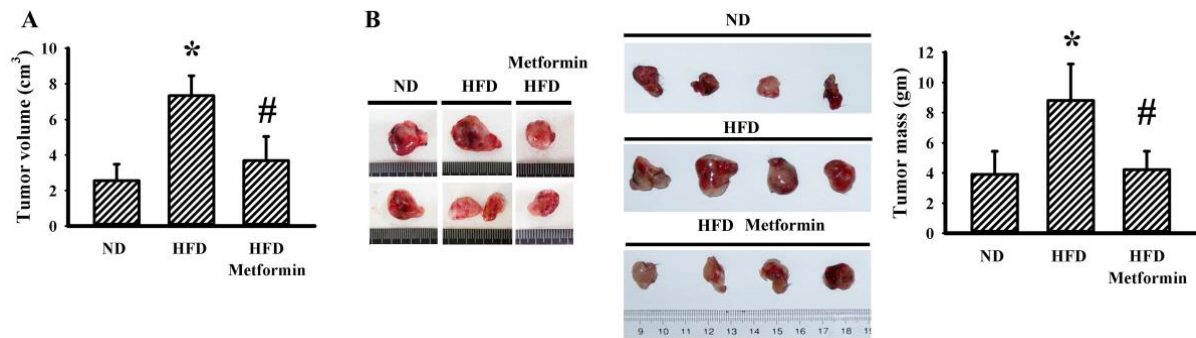 A
Tumor volume (cm³)
10
8
6
4
2
0
*
#
ND
HFD
HFD
Metformin
B
ND
HFD
Metformin
HFD
ND
HFD
HFD Metformin
9 10 11 12 13 14 15 16 17 18 19
Tumor mass (gm)
12
10
8
6
4
2
0
*
#
ND
HFD
HFD
Metformin